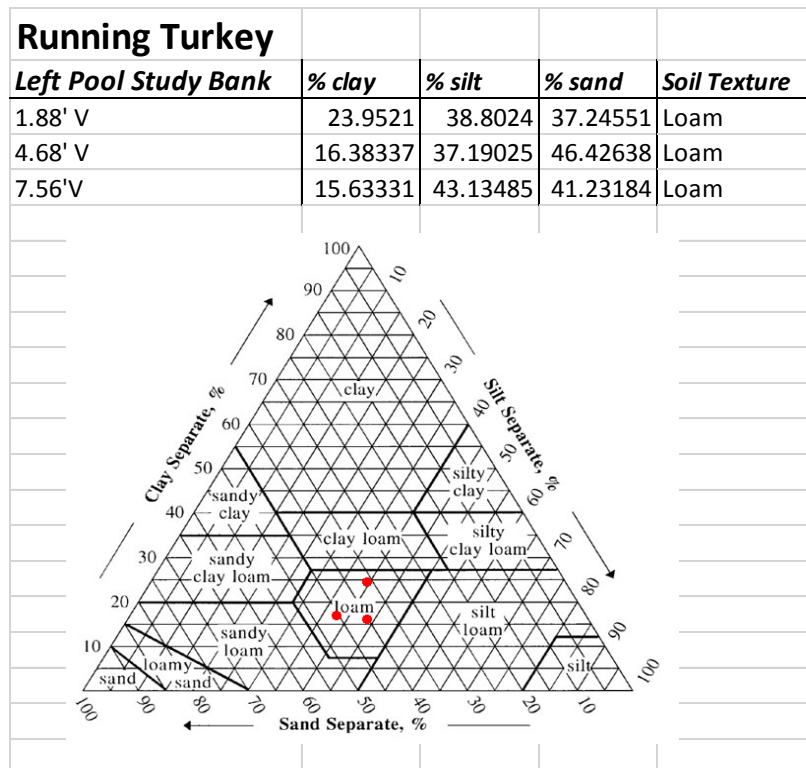 Running Turkey
Left Pool Study Bank % clay % silt % sand Soil Texture
1.88' V 23.9521 38.8024 37.24551 Loam
4.68' V 16.38337 37.19025 46.42638 Loam
7.56'V 15.63331 43.13485 41.23184 Loam
100
10
90
20
80
30
70
clay
40
60
50
50
silty
clay
60
sandy
clay
40
clay loam
silty
clay loam
70
30
sandy
clay loam
80
20
loam
silt
loam
90
10
sandy
loam
loamy
sand
sand
silt
100
100 90 80 70 60 50 40 30 20 10
Clay Separate, %
Silt Separate, %
Sand Separate, %